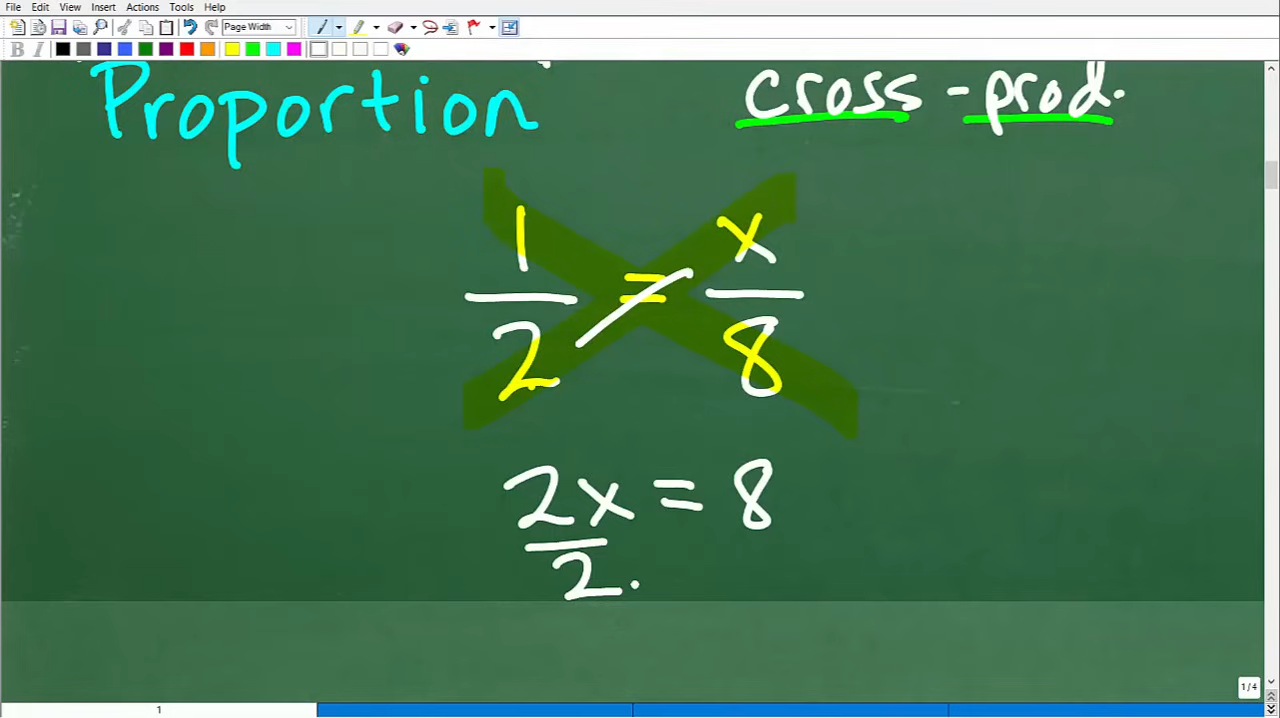 File Edit View Insert Actions Tools Help
Page Width
B I
Proportion cross-prod.
1/2 = x/8
2x = 8
2.
1/4
1